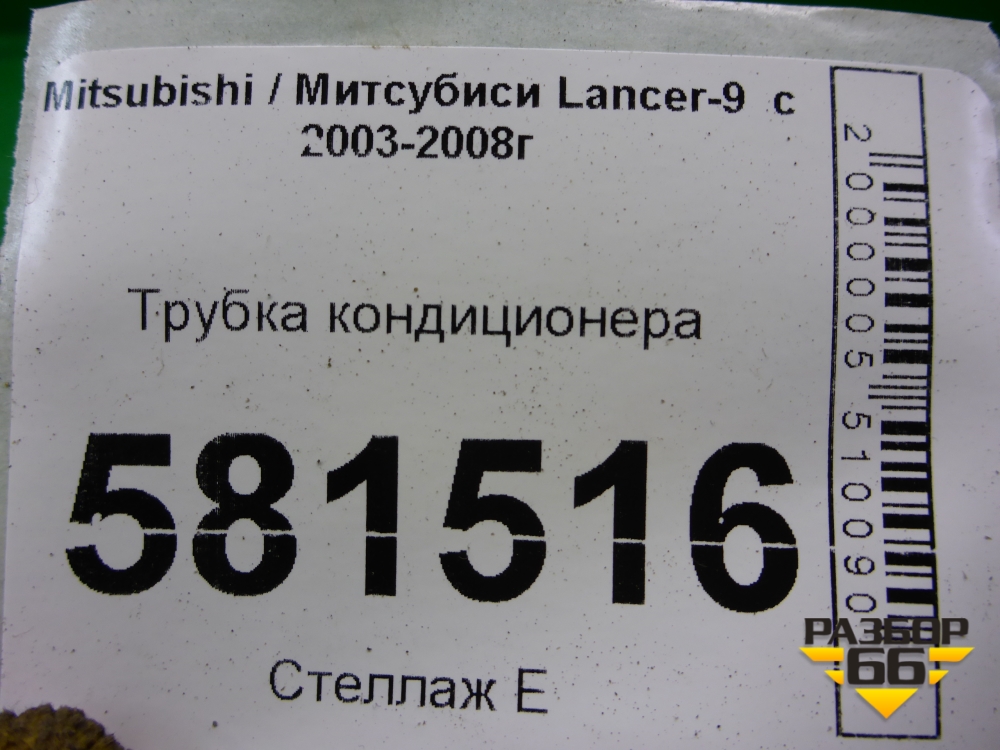 Mitsubishi / Митсубиси Lancer-9 с
2003-2008г
Трубка кондиционера
581516
Стеллаж Е
2000005510090
РАЗБОР
66